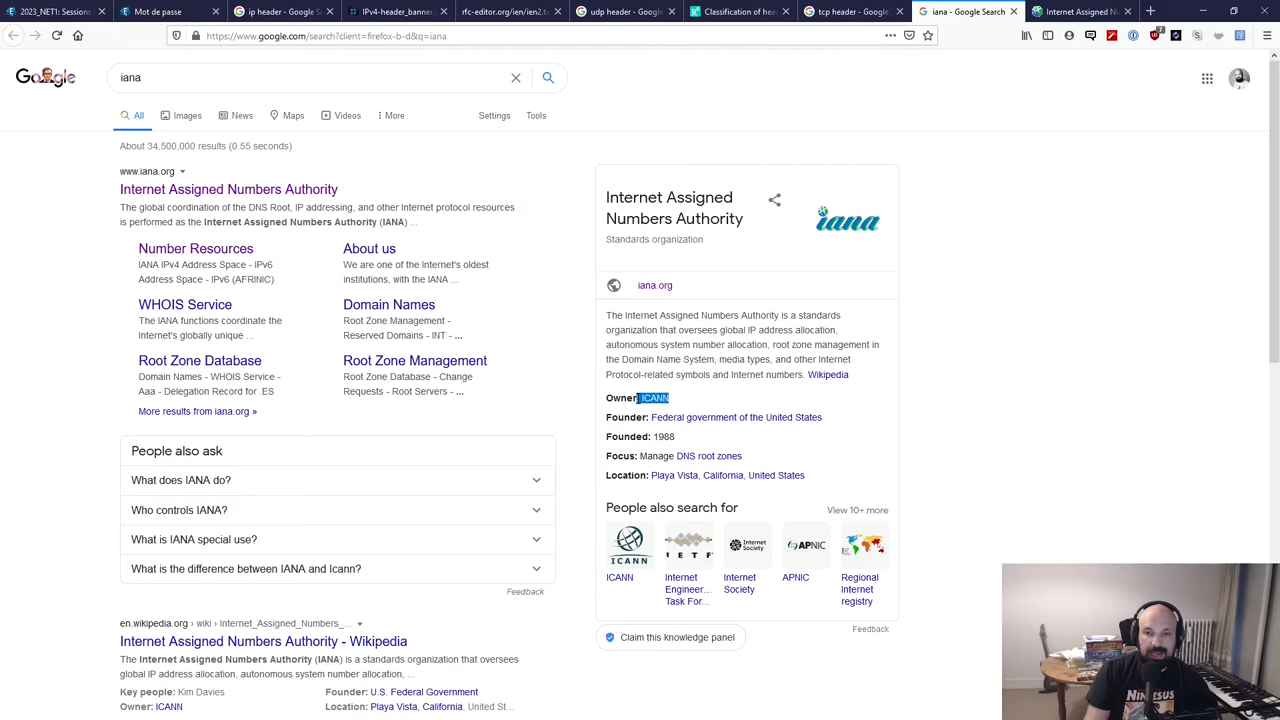 2023_NET1: Sessions
Mot de passe
ip header - Google S
IPv4-header_banner
rfc-editor.org/ien/ien2.t
udp header - Google
Classification of hea
tcp header - Google
iana - Google Search
Internet Assigned Nu
https://www.google.com/search?client=firefox-b-d&q=iana
Google
iana
All
Images
News
Maps
Videos
More
Settings
Tools
About 34,500,000 results (0.55 seconds)
www.iana.org
Internet Assigned Numbers Authority
The global coordination of the DNS Root, IP addressing, and other Internet protocol resources
is performed as the Internet Assigned Numbers Authority (IANA) ...
Number Resources
IANA IPv4 Address Space - IPv6
Address Space - IPv6 (AFRINIC)
About us
We are one of the Internet's oldest
institutions, with the IANA ...
WHOIS Service
The IANA functions coordinate the
Internet's globally unique ...
Domain Names
Root Zone Management -
Reserved Domains - INT - ...
Root Zone Database
Domain Names - WHOIS Service -
Aaa - Delegation Record for .ES
Root Zone Management
Root Zone Database - Change
Requests - Root Servers - ...
More results from iana.org »
People also ask
What does IANA do?
Who controls IANA?
What is IANA special use?
What is the difference between IANA and Icann?
Feedback
en.wikipedia.org › wiki › Internet_Assigned_Numbers_...
Internet Assigned Numbers Authority - Wikipedia
The Internet Assigned Numbers Authority (IANA) is a standards organization that oversees
global IP address allocation, autonomous system number allocation, ...
Key people: Kim Davies
Founder: U.S. Federal Government
Owner: ICANN
Location: Playa Vista, California, United St...
Internet Assigned
Numbers Authority
Standards organization
iana
iana.org
The Internet Assigned Numbers Authority is a standards
organization that oversees global IP address allocation,
autonomous system number allocation, root zone management in
the Domain Name System, media types, and other Internet
Protocol-related symbols and Internet numbers. Wikipedia
Owner: ICANN
Founder: Federal government of the United States
Founded: 1988
Focus: Manage DNS root zones
Location: Playa Vista, California, United States
People also search for
View 10+ more
ICANN
I E T F
Internet
Society
APNIC
ICANN
Internet
Engineer...
Task For...
Internet
Society
APNIC
Regional
Internet
registry
Feedback
Claim this knowledge panel